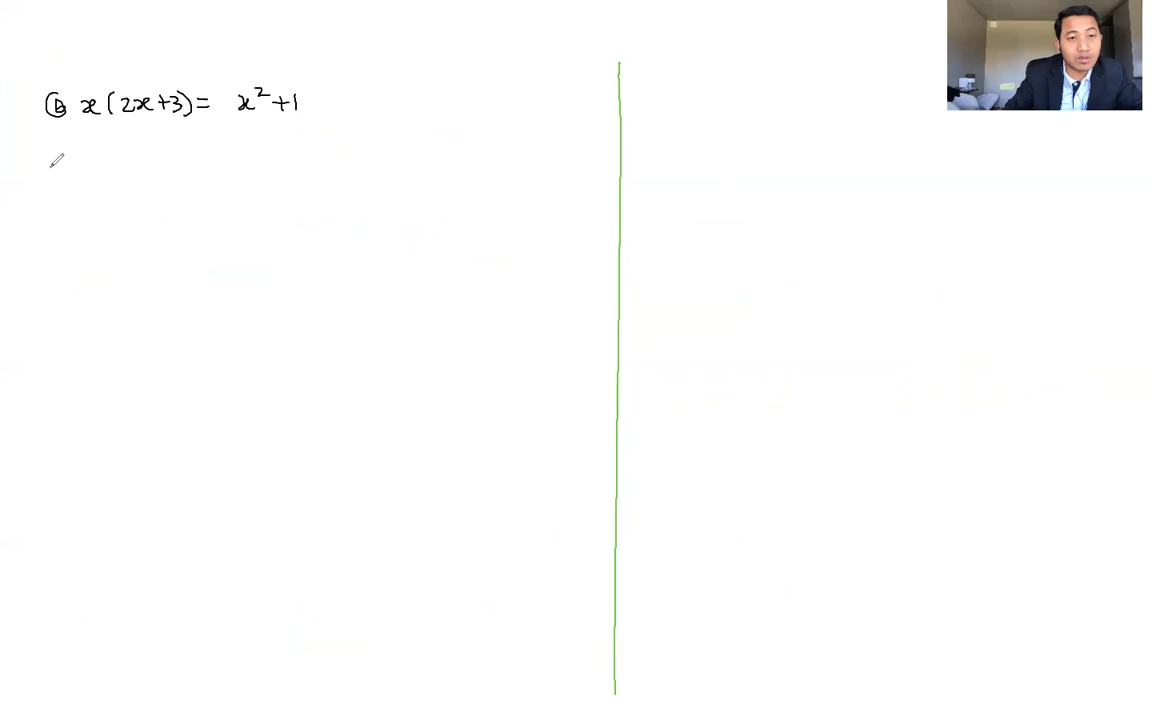 ⓑ x(2x+3)= x²+1